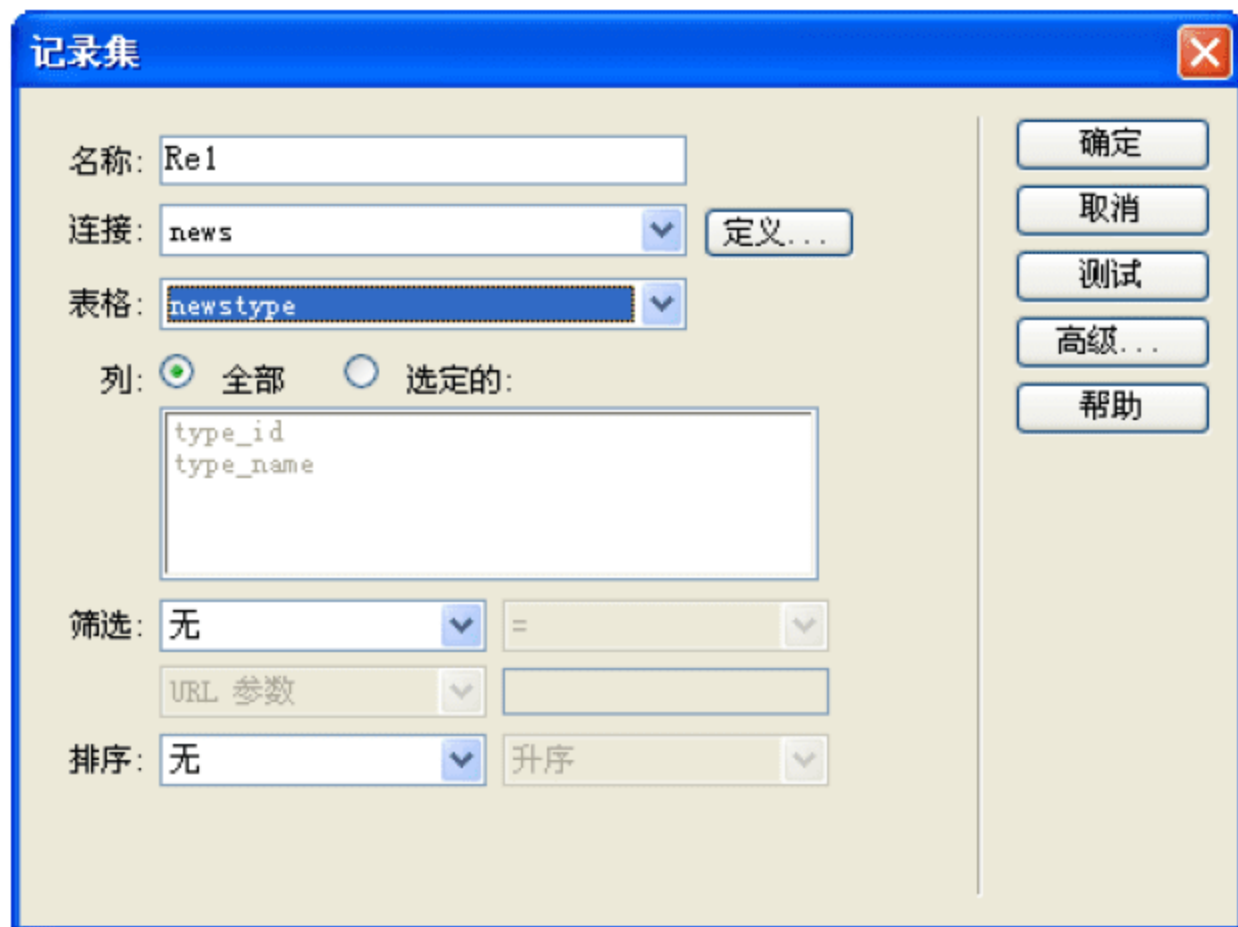 记录集
名称: Re1
连接: news 定义...
表格: newstype
列: 全部 选定的:
type_id
type_name
筛选: 无 =
URL 参数
排序: 无 升序
确定
取消
测试
高级...
帮助